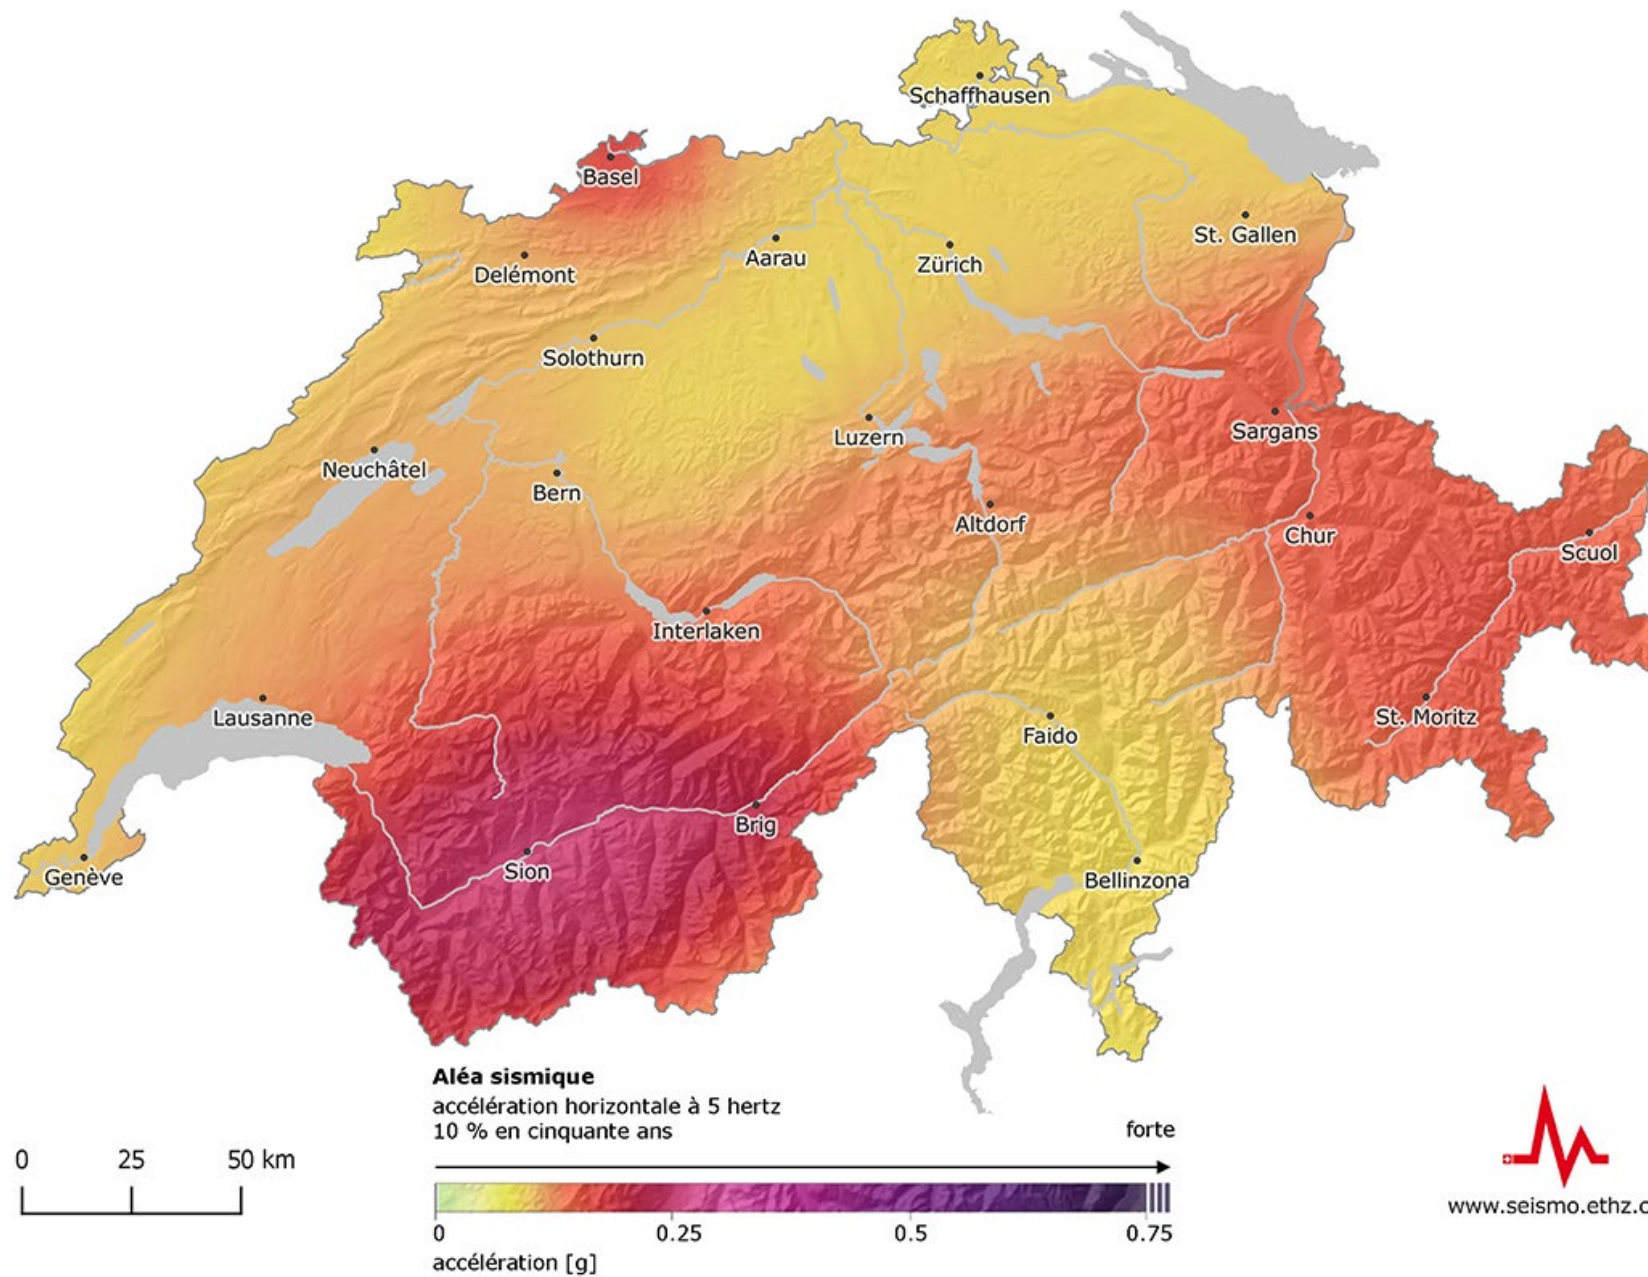 Schaffhausen
Basel
St. Gallen
Aarau
Zürich
Delémont
Solothurn
Luzern
Sargans
Neuchâtel
Bern
Altdorf
Chur
Scuol
Interlaken
Lausanne
St. Moritz
Faido
Brig
Sion
Genève
Bellinzona
Aléa sismique
accélération horizontale à 5 hertz
10 % en cinquante ans
forte
0 25 50 km
0 0.25 0.5 0.75
accélération [g]
www.seismo.ethz.c